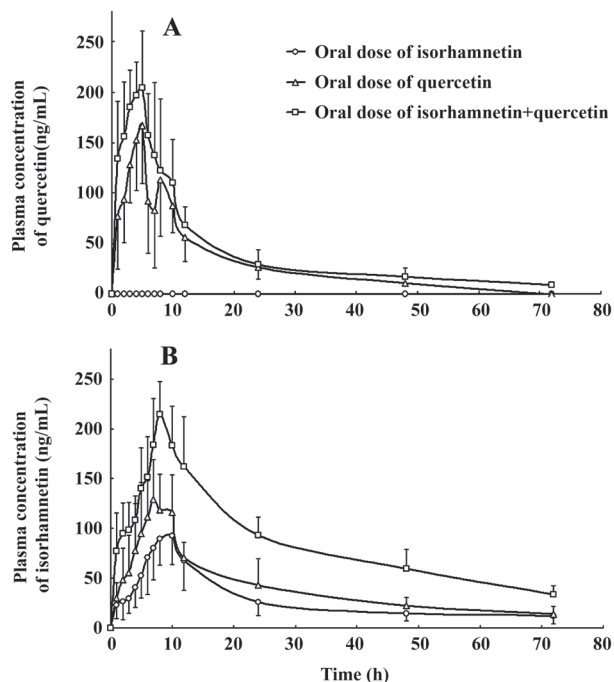 A
Oral dose of isorhamnetin
Oral dose of quercetin
Oral dose of isorhamnetin+quercetin
Plasma concentration
of quercetin(ng/mL)
250
200
150
100
50
0
0 10 20 30 40 50 60 70 80
B
Plasma concentration
of isorhamnetin (ng/mL)
250
200
150
100
50
0
0 10 20 30 40 50 60 70 80
Time (h)